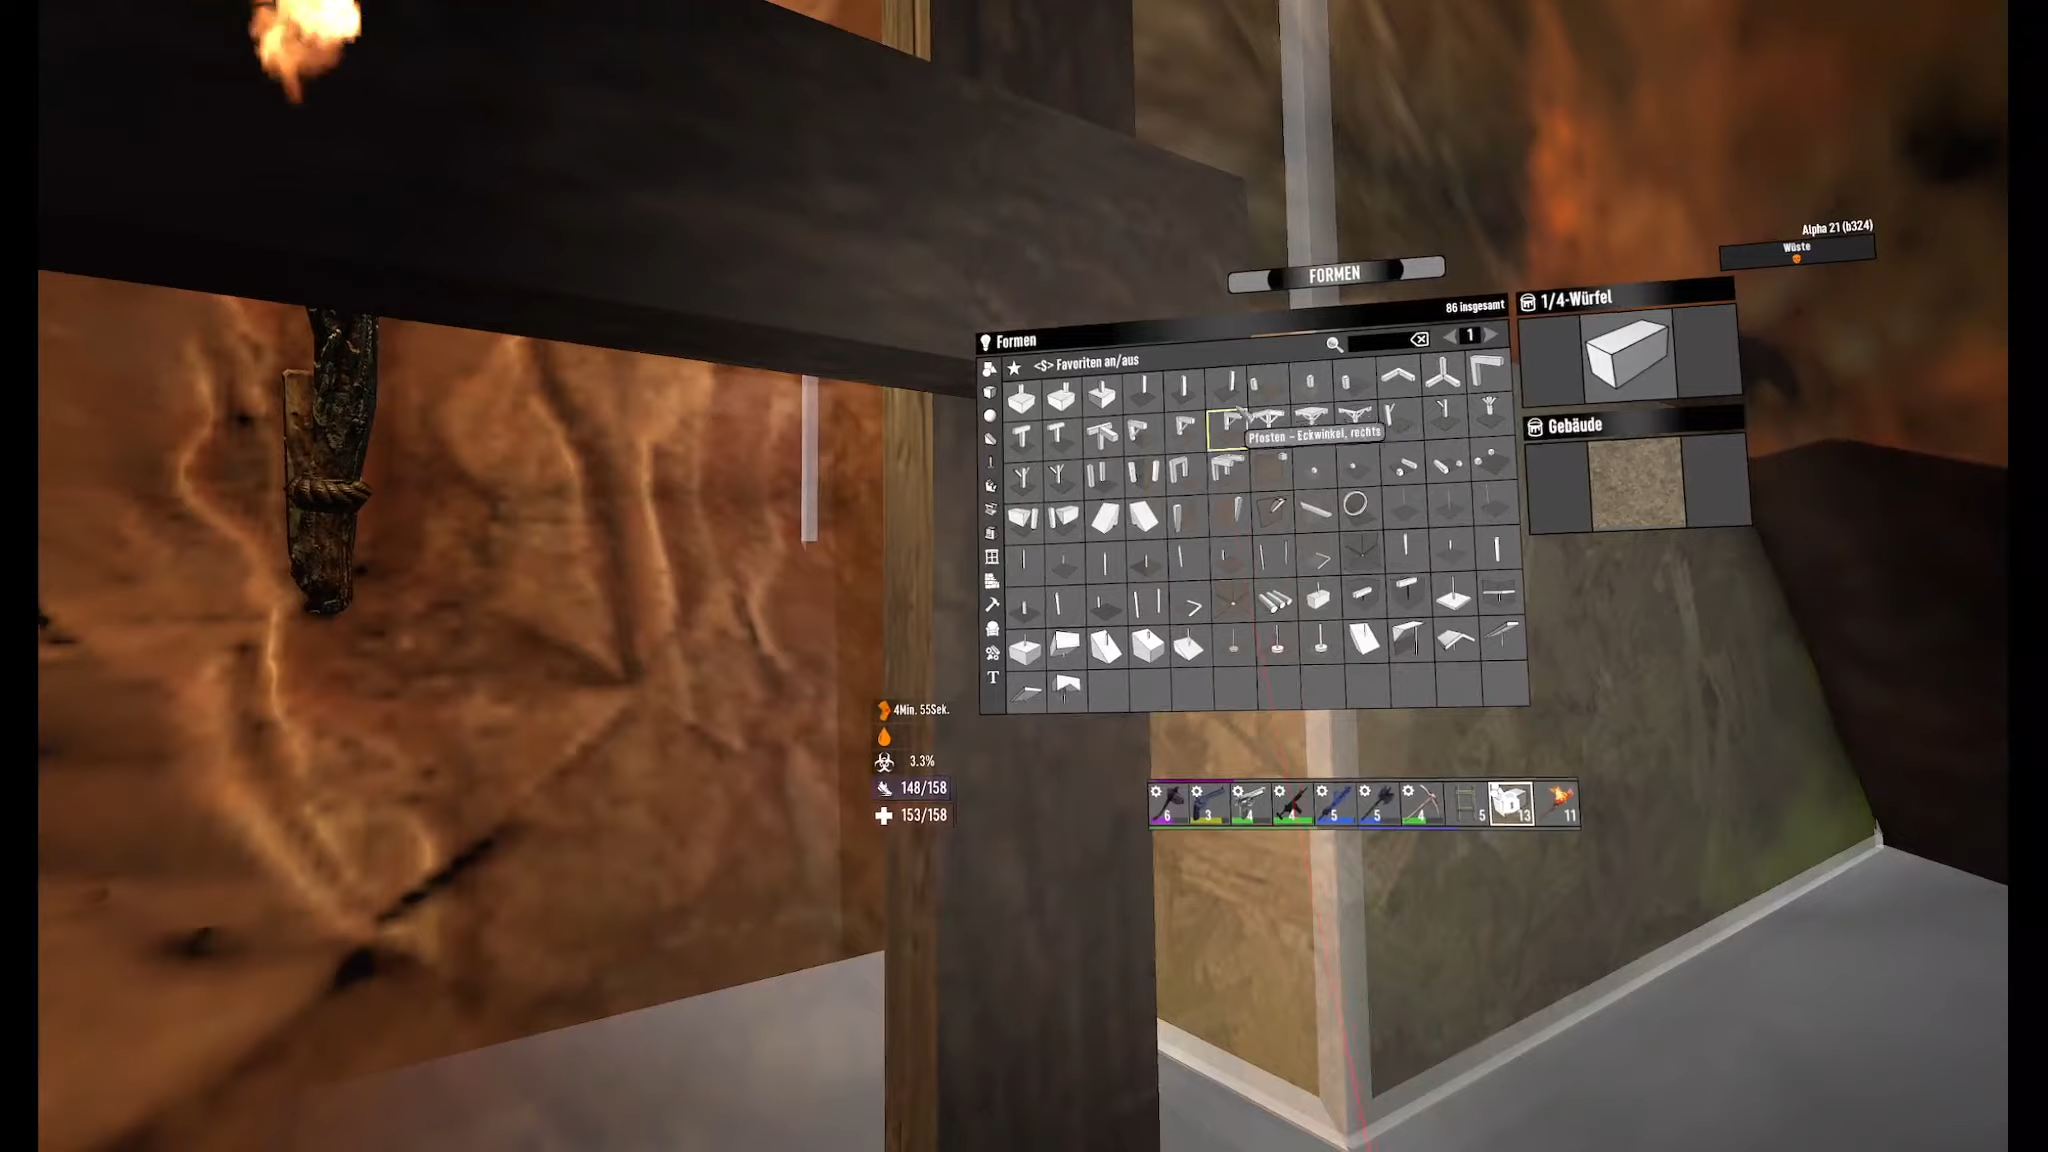 Alpha 21 (b324)
Wüste
FORMEN
86 insgesamt
1/4-Würfel
Formen
1
<S> Favoriten an/aus
Pfosten - Eckwinkel, rechts
Gebäude
4Min. 55Sek.
3.3%
148/158
153/158
6
3
4
4
5
5
4
5
13
11